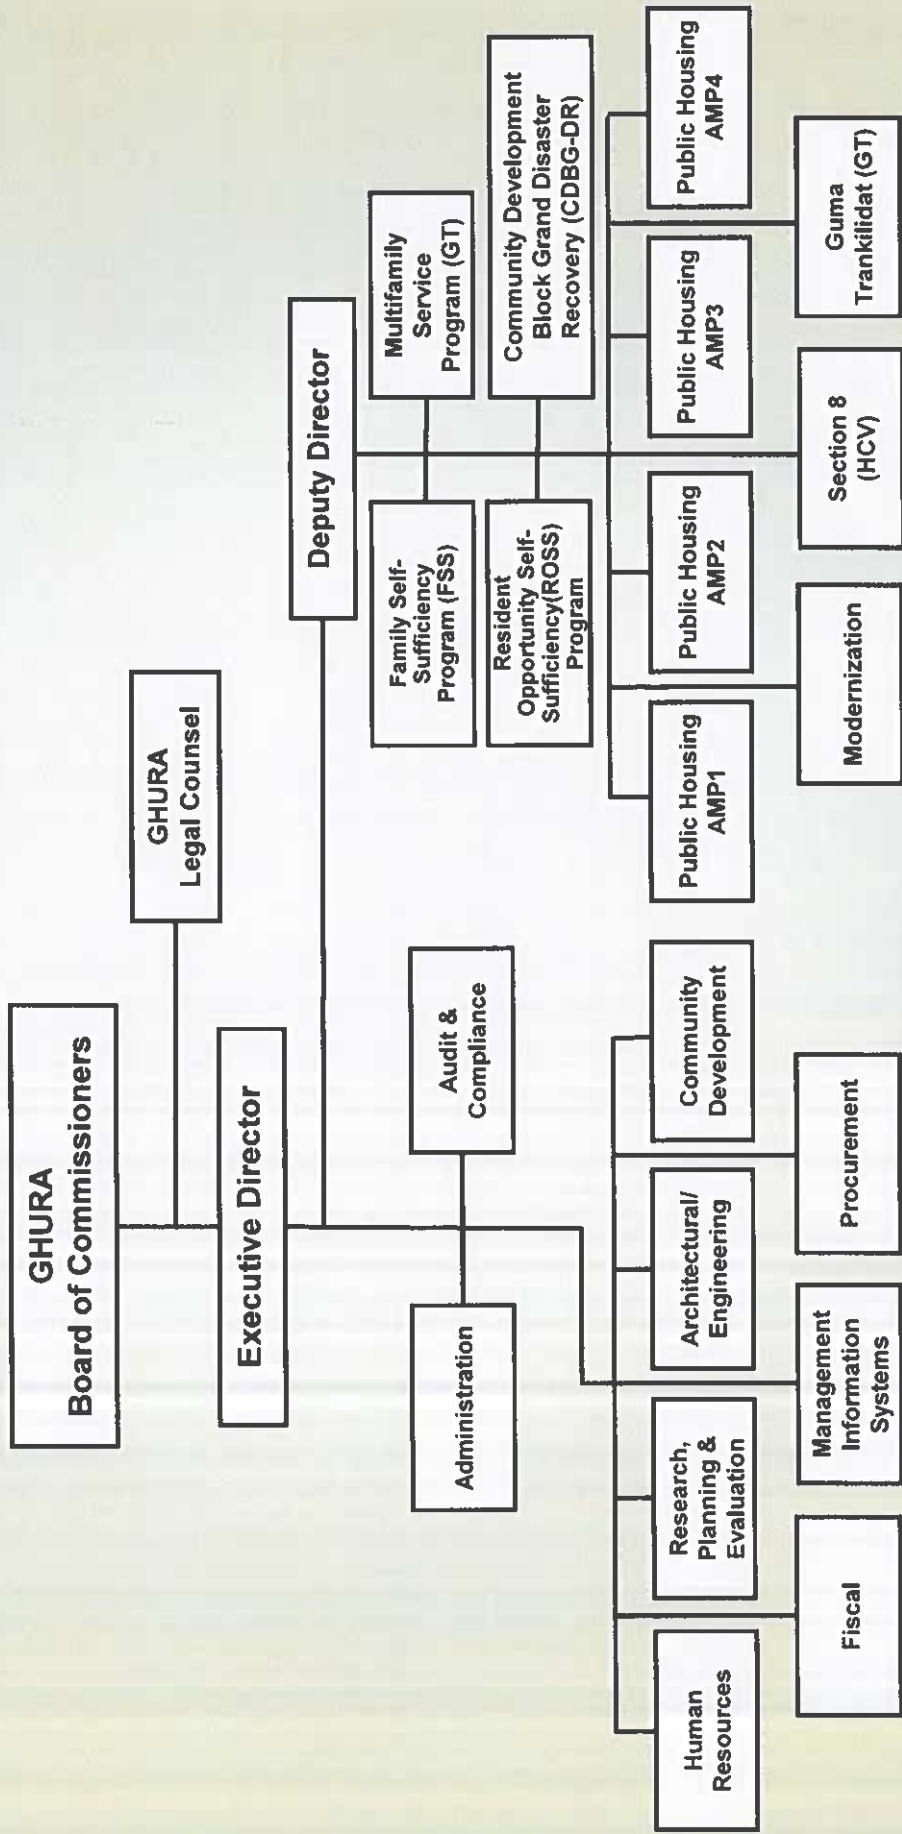 GHURA
Board of Commissioners
GHURA
Legal Counsel
Executive Director
Deputy Director
Administration
Audit &
Compliance
Family Self-
Sufficiency
Program (FSS)
Multifamily
Service
Program (GT)
Resident
Opportunity Self-
Sufficiency(ROSS)
Program
Community Development
Block Grand Disaster
Recovery (CDBG-DR)
Human
Resources
Research,
Planning &
Evaluation
Architectural/
Engineering
Community
Development
Public Housing
AMP1
Public Housing
AMP2
Public Housing
AMP3
Public Housing
AMP4
Fiscal
Management
Information
Systems
Procurement
Modernization
Section 8
(HCV)
Guma
Trankilidat (GT)